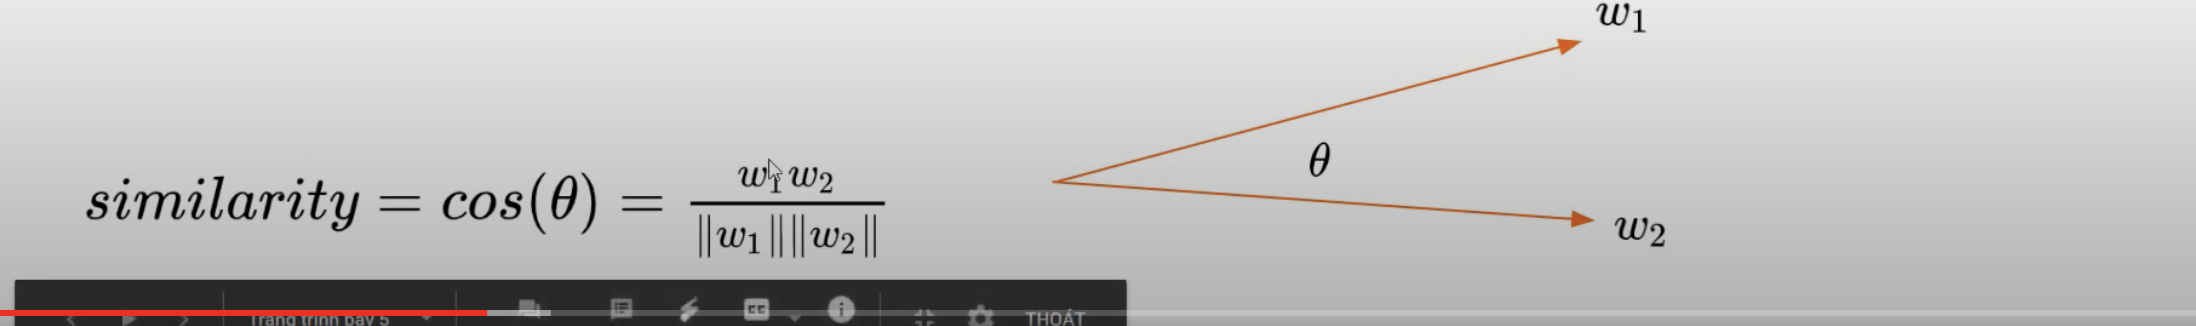 w₁
similarity = cos(θ) = w₁w₂ / ‖w₁‖‖w₂‖
θ
w₂
Trang trình bày 5
THOÁT